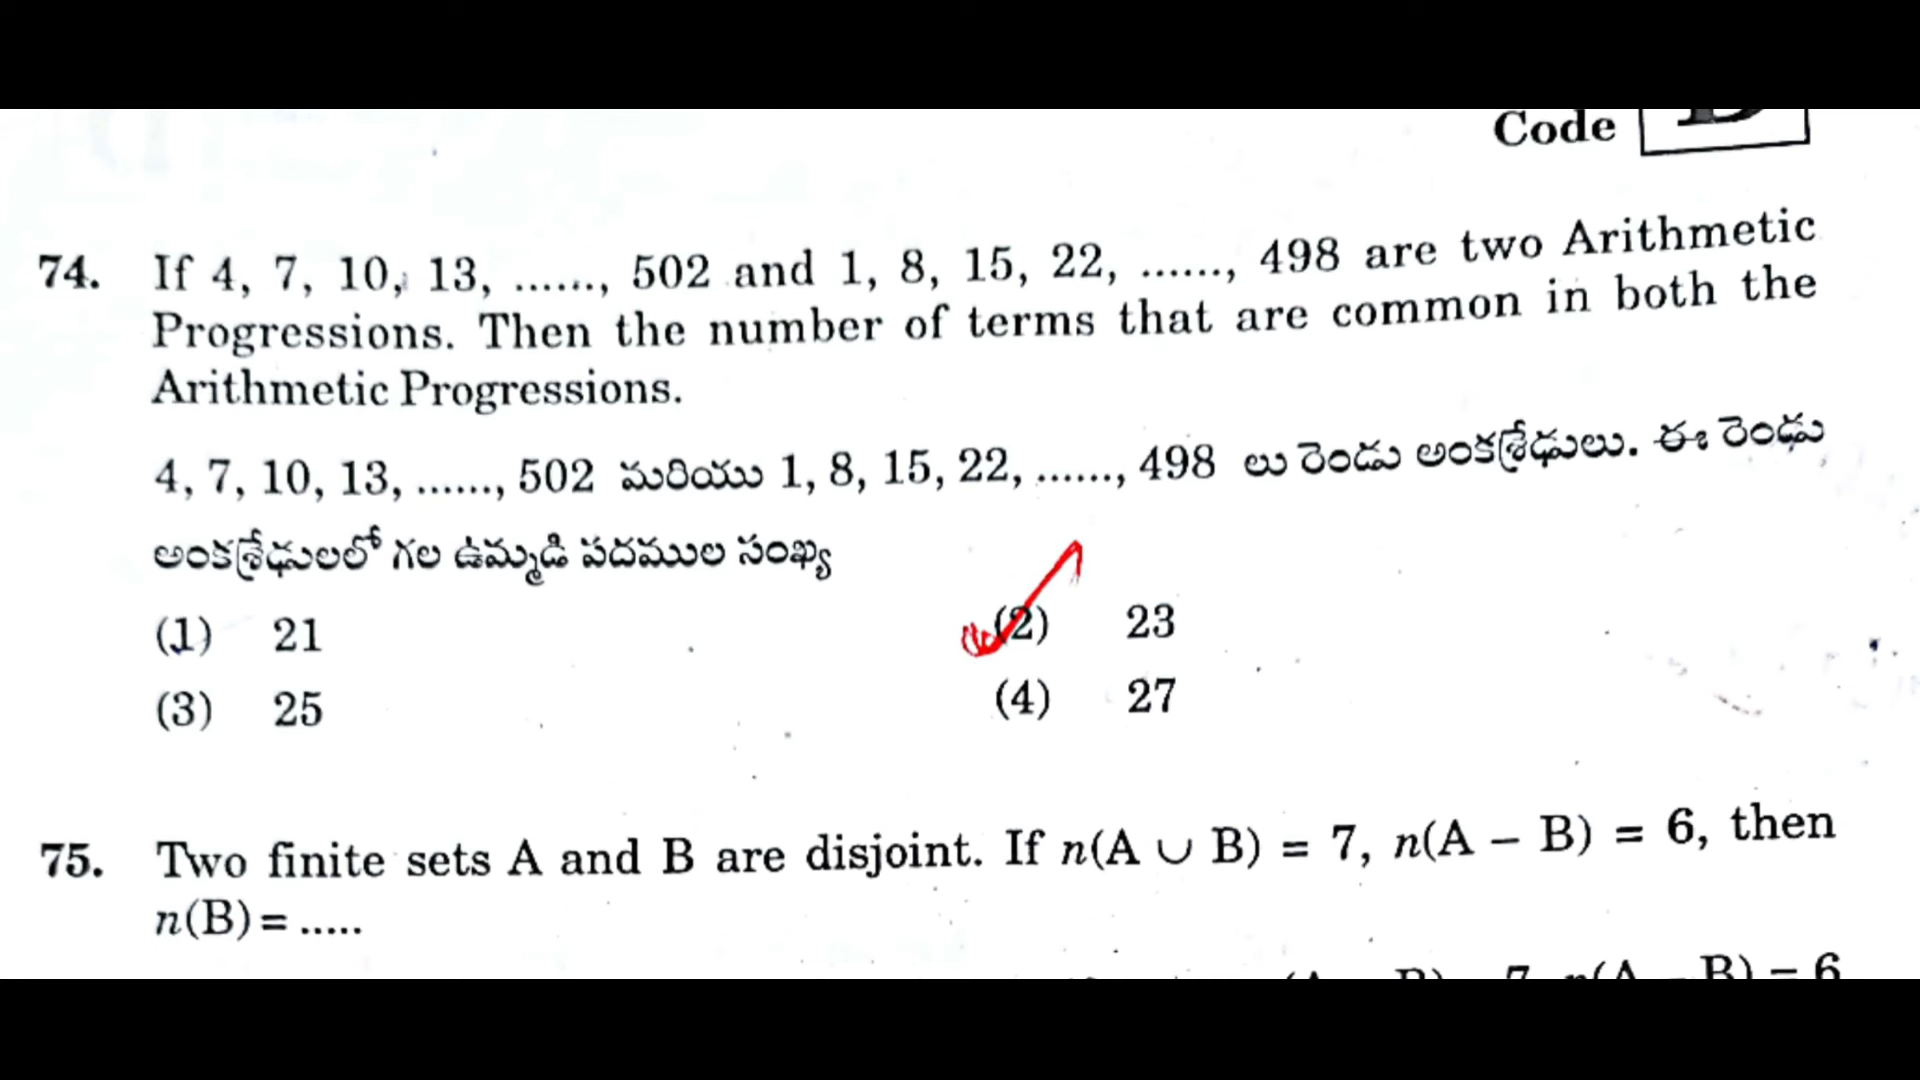 Code
74. If 4, 7, 10, 13, ......, 502 and 1, 8, 15, 22, ......, 498 are two Arithmetic
Progressions. Then the number of terms that are common in both the
Arithmetic Progressions.
4, 7, 10, 13, ......, 502 మరియు 1, 8, 15, 22, ......, 498 లు రెండు అంకశ్రేఢులు. ఈ రెండు
అంకశ్రేఢులలో గల ఉమ్మడి పదముల సంఖ్య
(1) 21 (2) 23
(3) 25 (4) 27
75. Two finite sets A and B are disjoint. If n(A ∪ B) = 7, n(A – B) = 6, then
n(B) = .....